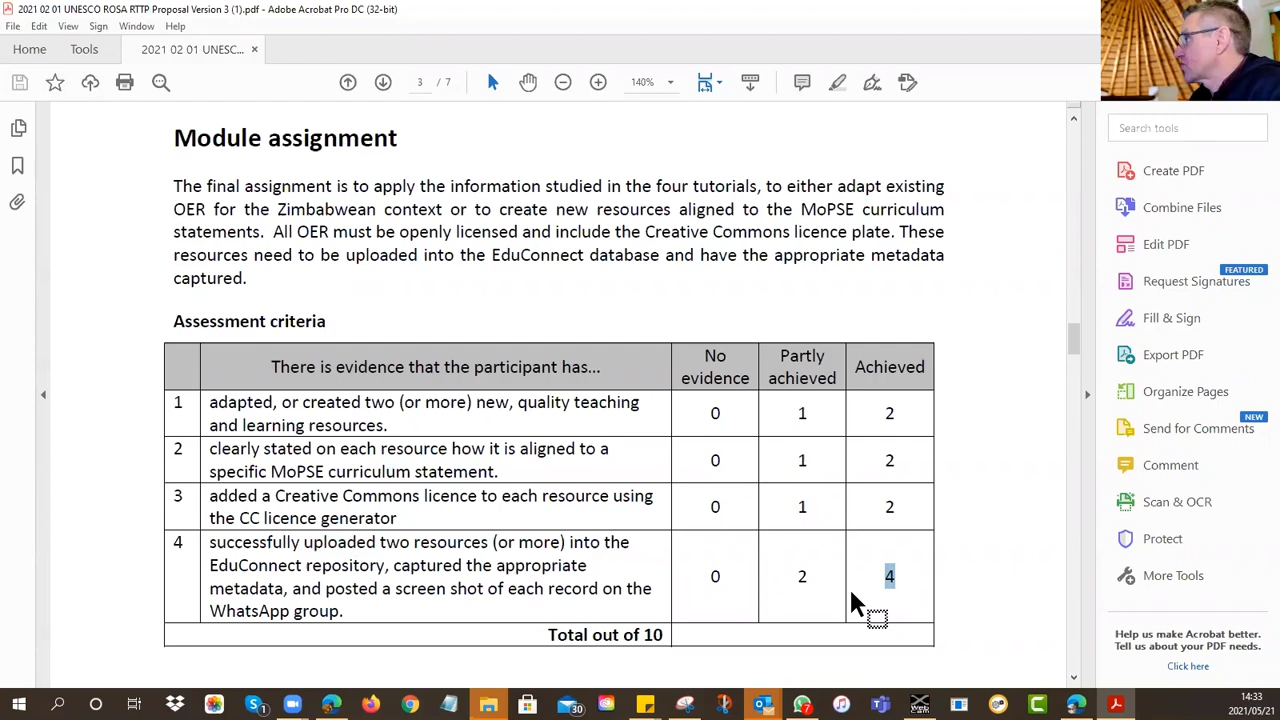 2021 02 01 UNESCO ROSA RTTP Proposal Version 3 (1).pdf - Adobe Acrobat Pro DC (32-bit)
File Edit View Sign Window Help
Home Tools 2021 02 01 UNESC... ×
3 / 7 140%
Module assignment
The final assignment is to apply the information studied in the four tutorials, to either adapt existing
OER for the Zimbabwean context or to create new resources aligned to the MoPSE curriculum
statements. All OER must be openly licensed and include the Creative Commons licence plate. These
resources need to be uploaded into the EduConnect database and have the appropriate metadata
captured.
Assessment criteria
There is evidence that the participant has...
No
evidence
Partly
achieved
Achieved
1 adapted, or created two (or more) new, quality teaching
and learning resources.
0 1 2
2 clearly stated on each resource how it is aligned to a
specific MoPSE curriculum statement.
0 1 2
3 added a Creative Commons licence to each resource using
the CC licence generator
0 1 2
4 successfully uploaded two resources (or more) into the
EduConnect repository, captured the appropriate
metadata, and posted a screen shot of each record on the
WhatsApp group.
0 2 4
Total out of 10
Search tools
Create PDF
Combine Files
Edit PDF
FEATURED
Request Signatures
Fill & Sign
Export PDF
Organize Pages
NEW
Send for Comments
Comment
Scan & OCR
Protect
More Tools
Help us make Acrobat better.
Tell us about your PDF needs.
Click here
1
30
7
14:33
2021/05/21